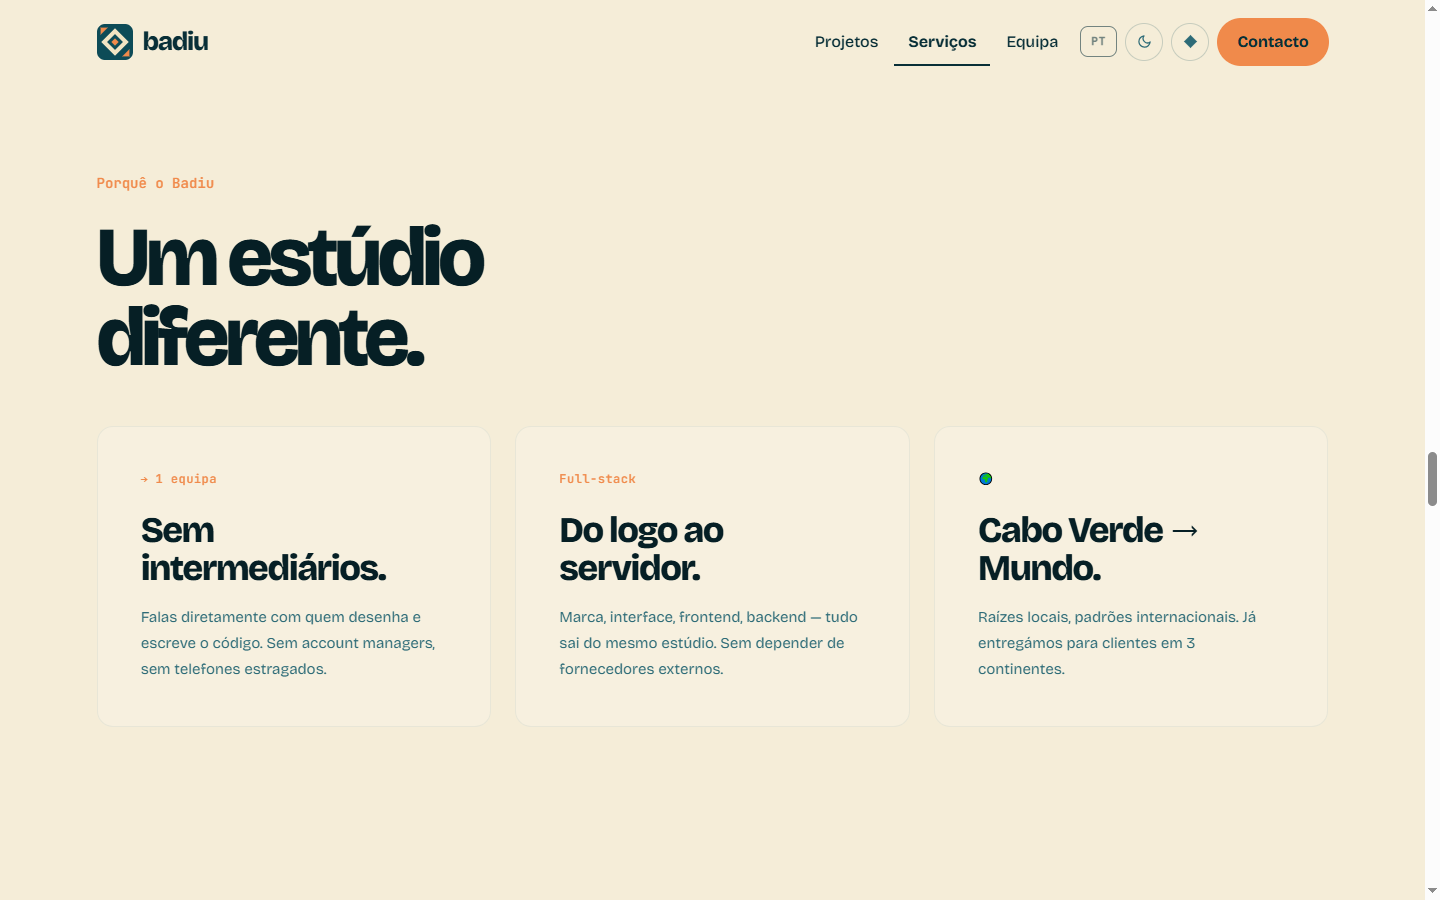 badiu
Projetos Serviços Equipa PT Contacto
Porquê o Badiu
Um estúdio
diferente.
→ 1 equipa
Sem
intermediários.
Falas diretamente com quem desenha e
escreve o código. Sem account managers,
sem telefones estragados.
Full-stack
Do logo ao
servidor.
Marca, interface, frontend, backend — tudo
sai do mesmo estúdio. Sem depender de
fornecedores externos.
Cabo Verde →
Mundo.
Raízes locais, padrões internacionais. Já
entregámos para clientes em 3
continentes.